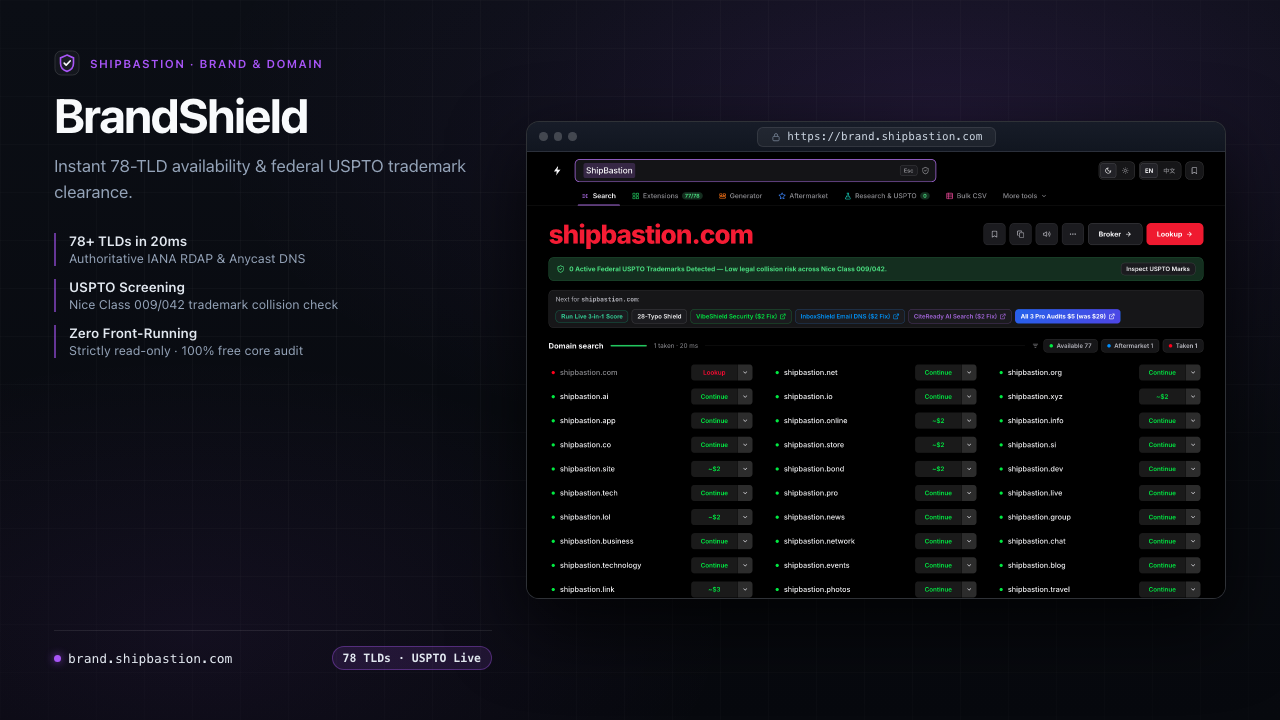 SHIPBASTION · BRAND & DOMAIN
BrandShield
Instant 78-TLD availability & federal USPTO trademark
clearance.
78+ TLDs in 20ms
Authoritative IANA RDAP & Anycast DNS
USPTO Screening
Nice Class 009/042 trademark collision check
Zero Front-Running
Strictly read-only · 100% free core audit
brand.shipbastion.com
78 TLDs · USPTO Live
https://brand.shipbastion.com
ShipBastion
Esc
EN
中文
Search
Extensions 77/78
Generator
Aftermarket
Research & USPTO 0
Bulk CSV
More tools
shipbastion.com
Broker →
Lookup →
0 Active Federal USPTO Trademarks Detected — Low legal collision risk across Nice Class 009/042.
Inspect USPTO Marks
Next for shipbastion.com:
Run Live 3-in-1 Score
28-Typo Shield
VibeShield Security ($2 Fix)
InboxShield Email DNS ($2 Fix)
CiteReady AI Search ($2 Fix)
All 3 Pro Audits $5 (was $29)
Domain search
1 taken · 20 ms
Available 77
Aftermarket 1
Taken 1
shipbastion.com Lookup
shipbastion.net Continue
shipbastion.org Continue
shipbastion.ai Continue
shipbastion.io Continue
shipbastion.xyz ~$2
shipbastion.app Continue
shipbastion.online ~$2
shipbastion.info Continue
shipbastion.co Continue
shipbastion.store ~$2
shipbastion.si Continue
shipbastion.site ~$2
shipbastion.bond ~$2
shipbastion.dev Continue
shipbastion.tech Continue
shipbastion.pro Continue
shipbastion.live Continue
shipbastion.lol ~$2
shipbastion.news Continue
shipbastion.group Continue
shipbastion.business Continue
shipbastion.network Continue
shipbastion.chat Continue
shipbastion.technology Continue
shipbastion.events Continue
shipbastion.blog Continue
shipbastion.link ~$3
shipbastion.photos Continue
shipbastion.travel Continue